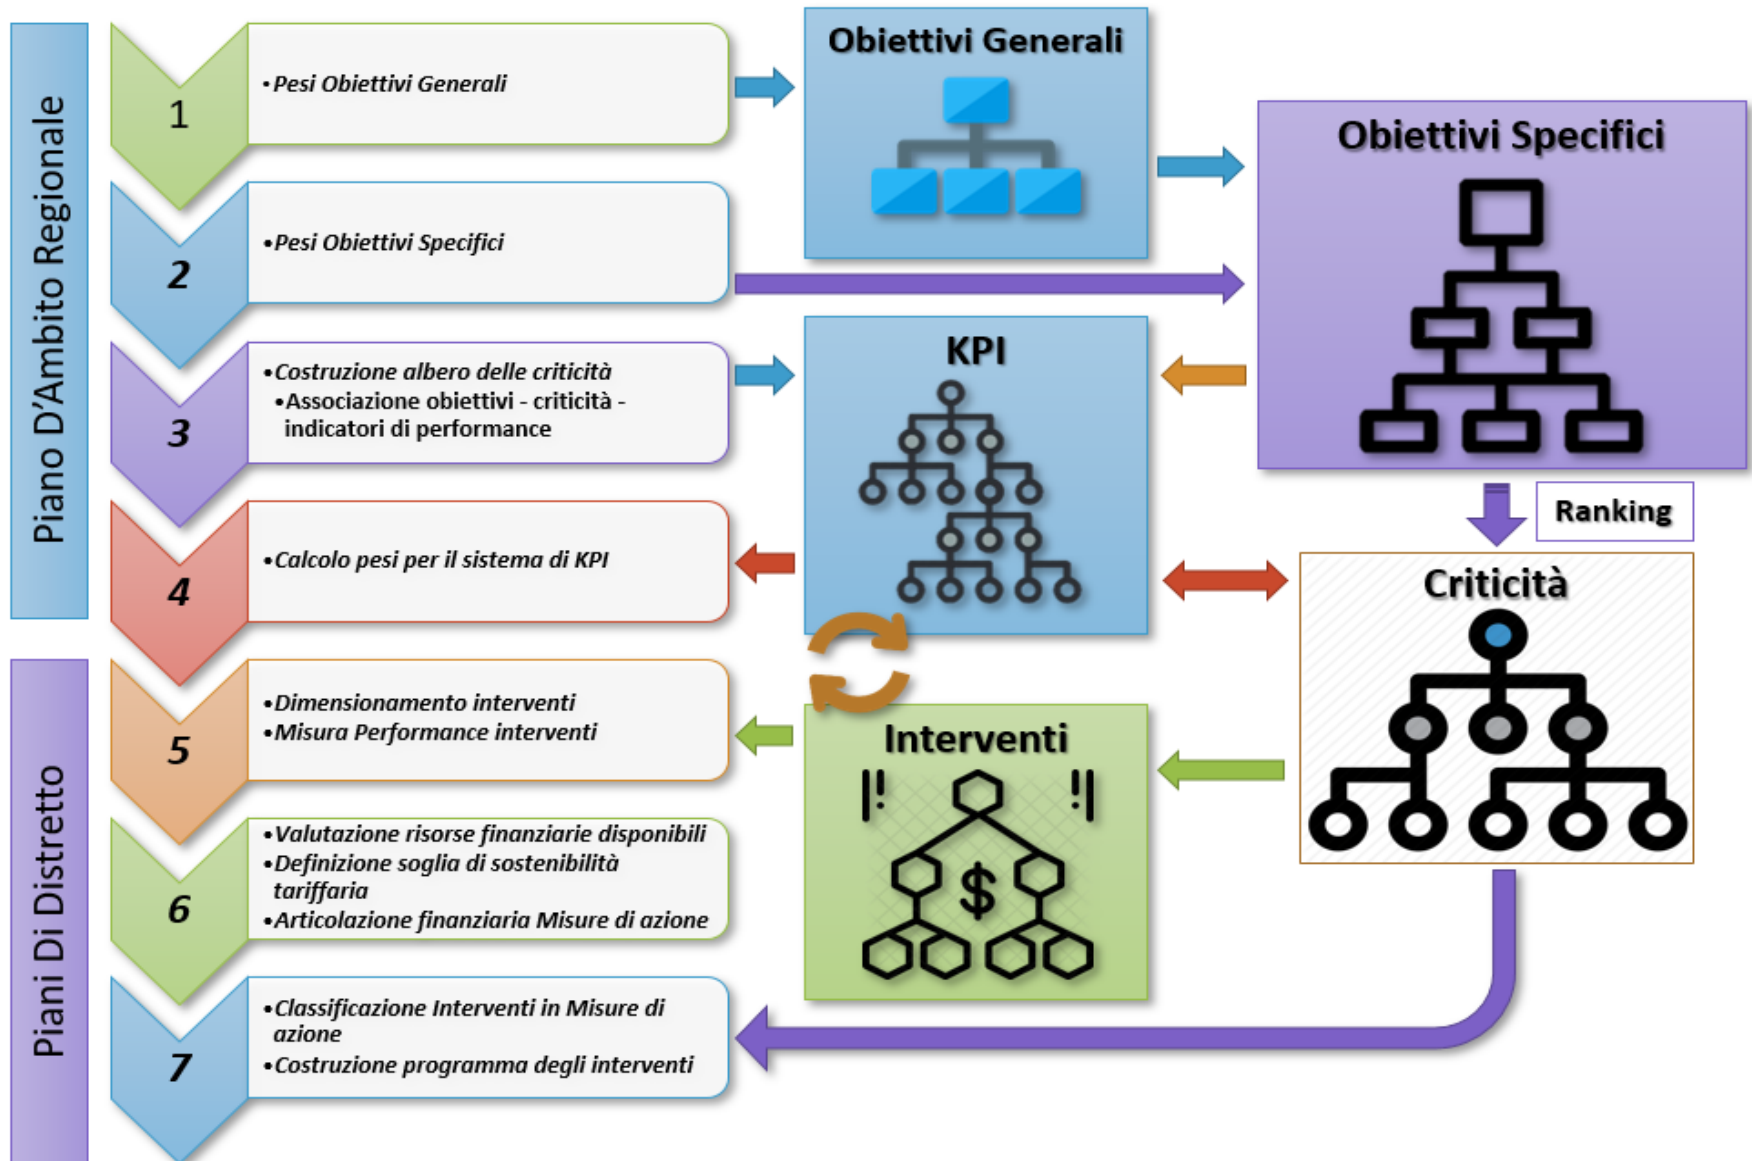 Piano D'Ambito Regionale
1
•Pesi Obiettivi Generali
2
•Pesi Obiettivi Specifici
3
•Costruzione albero delle criticità
•Associazione obiettivi - criticità -
indicatori di performance
4
•Calcolo pesi per il sistema di KPI
Piani Di Distretto
5
•Dimensionamento interventi
•Misura Performance interventi
6
•Valutazione risorse finanziarie disponibili
•Definizione soglia di sostenibilità
tariffaria
•Articolazione finanziaria Misure di azione
7
•Classificazione Interventi in Misure di
azione
•Costruzione programma degli interventi
Obiettivi Generali
Obiettivi Specifici
KPI
Ranking
Criticità
Interventi
!
!
$